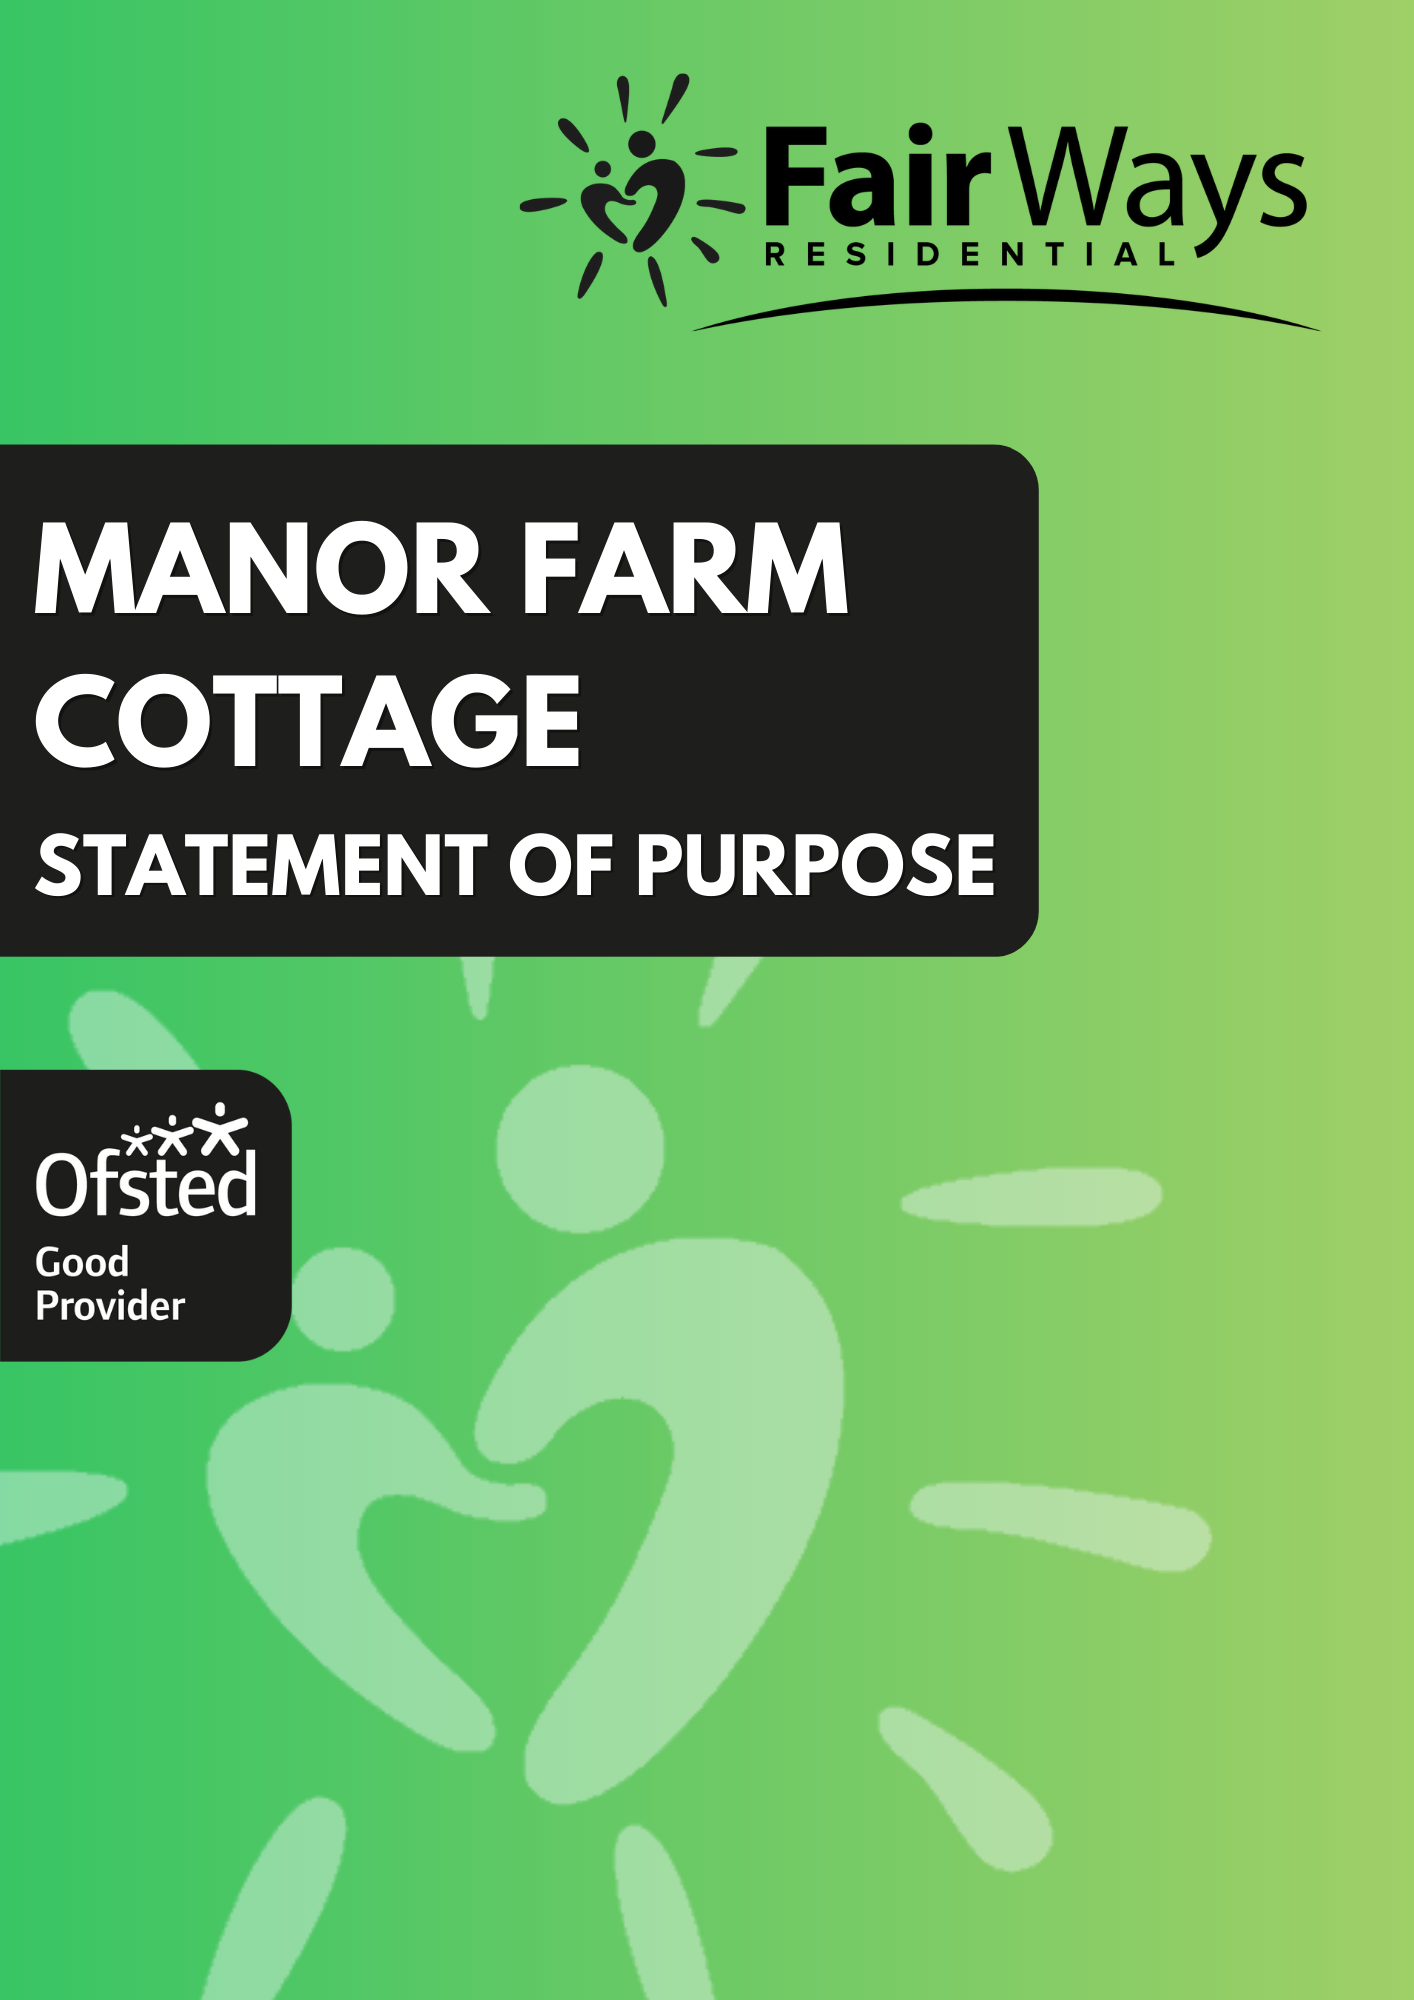 Fair Ways
RESIDENTIAL
MANOR FARM
COTTAGE
STATEMENT OF PURPOSE
Ofsted
Good
Provider